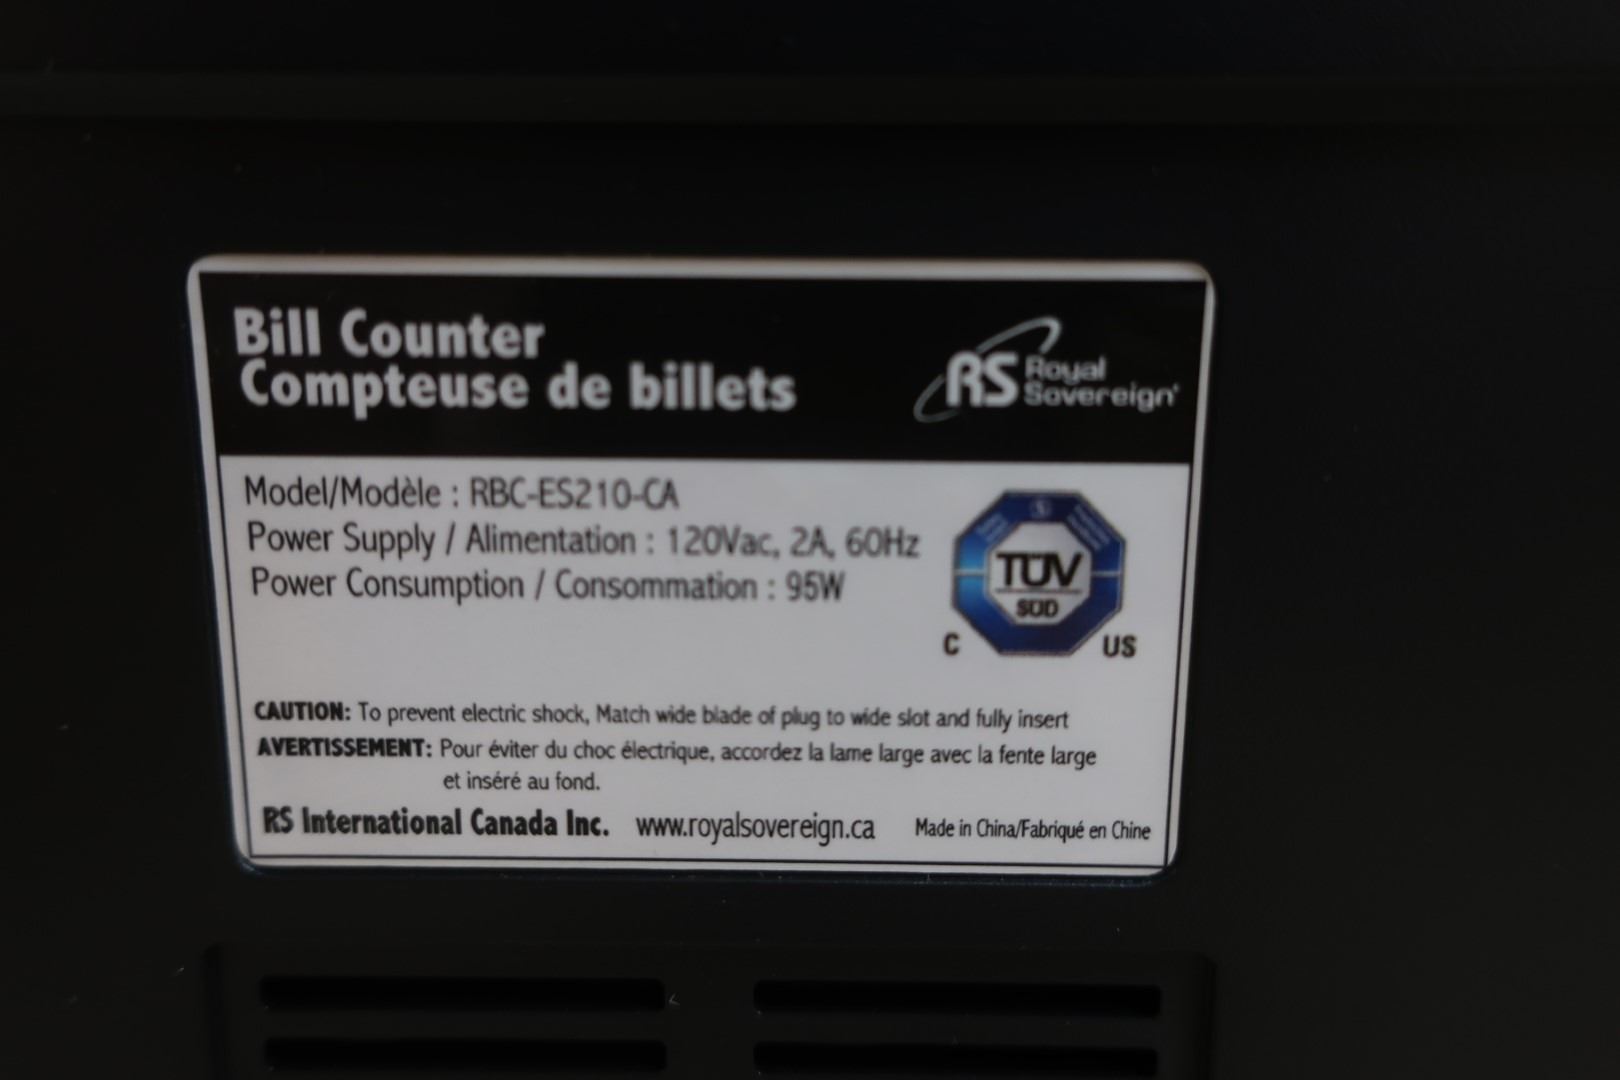 Bill Counter
Compteuse de billets
RS Royal Sovereign
Model/Modèle : RBC-ES210-CA
Power Supply / Alimentation : 120Vac, 2A, 60Hz
Power Consumption / Consommation : 95W
TÜV
SÜD
C US
CAUTION: To prevent electric shock, Match wide blade of plug to wide slot and fully insert
AVERTISSEMENT: Pour éviter du choc électrique, accordez la lame large avec la fente large
et inséré au fond.
RS International Canada Inc. www.royalsovereign.ca Made in China/Fabriqué en Chine